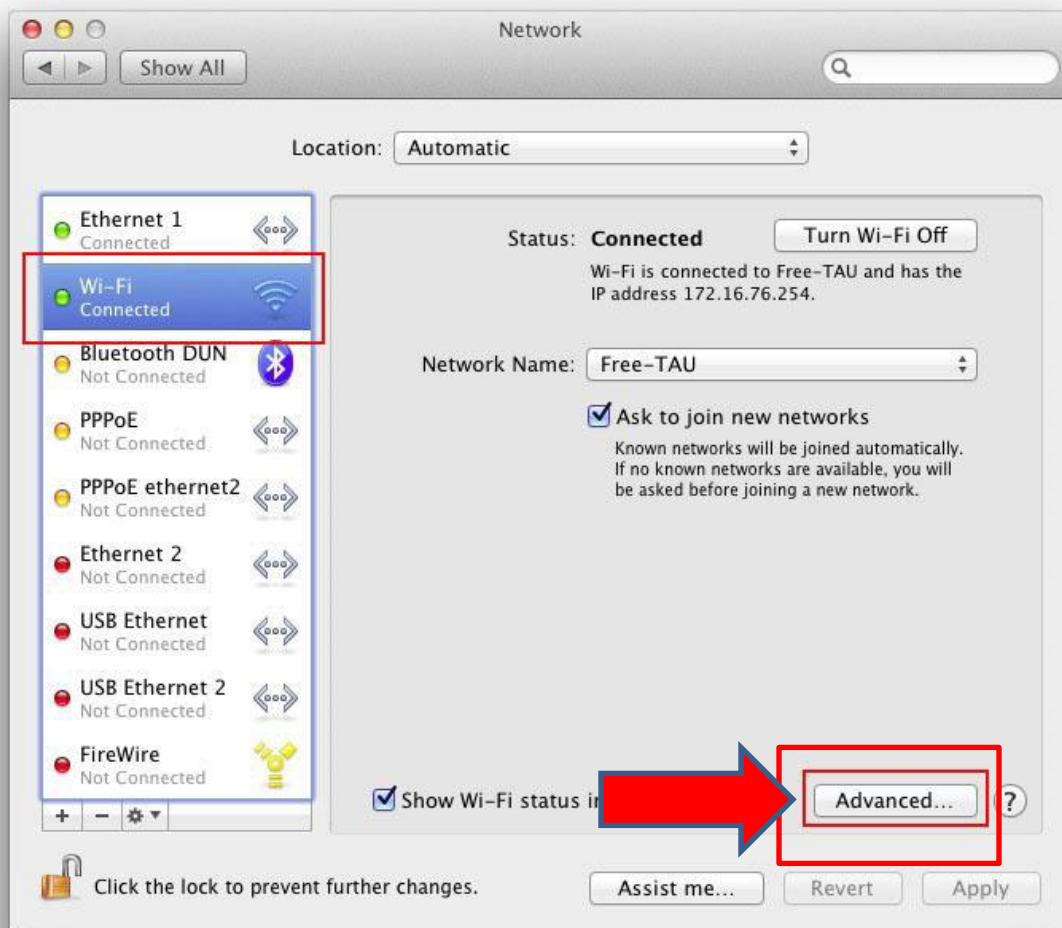 Network
Show All
Location: Automatic
Ethernet 1
Connected
Wi-Fi
Connected
Bluetooth DUN
Not Connected
PPPoE
Not Connected
PPPoE ethernet2
Not Connected
Ethernet 2
Not Connected
USB Ethernet
Not Connected
USB Ethernet 2
Not Connected
FireWire
Not Connected
Status: Connected
Turn Wi-Fi Off
Wi-Fi is connected to Free-TAU and has the
IP address 172.16.76.254.
Network Name: Free-TAU
Ask to join new networks
Known networks will be joined automatically.
If no known networks are available, you will
be asked before joining a new network.
Show Wi-Fi status
Advanced...
?
Click the lock to prevent further changes.
Assist me...
Revert
Apply